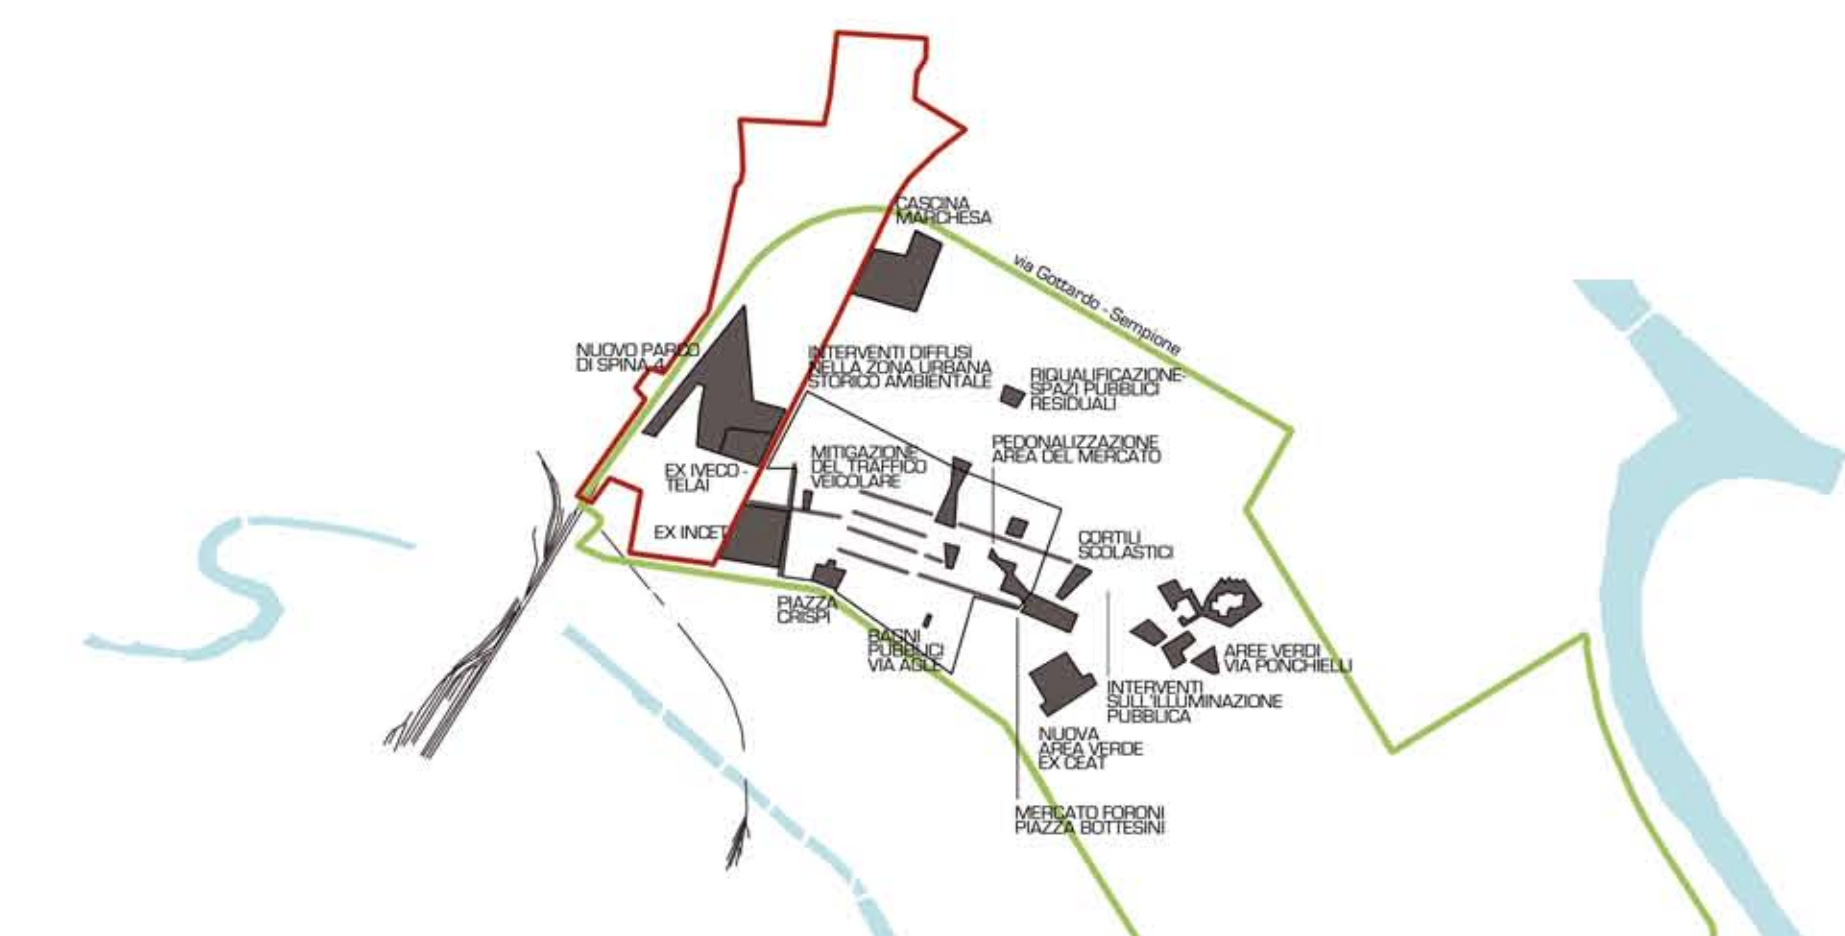 CASCINA
MARCHESA
via Gottardo - Sempione
NUOVO PARCO
DI SPINA 4
INTERVENTI DIFFUSI
NELLA ZONA URBANA
STORICO AMBIENTALE
RIQUALIFICAZIONE
SPAZI PUBBLICI
RESIDUALI
PEDONALIZZAZIONE
AREA DEL MERCATO
MITIGAZIONE
DEL TRAFFICO
VEICOLARE
EX IVECO -
TELAI
EX INCET
CORTILI
SCOLASTICI
PIAZZA
CRISPI
BAGNI
PUBBLICI
VIA AGLIE
AREE VERDI
VIA PONCHIELLI
INTERVENTI
SULL'ILLUMINAZIONE
PUBBLICA
NUOVA
AREA VERDE
EX CEAT
MERCATO FORONI
PIAZZA BOTTESINI